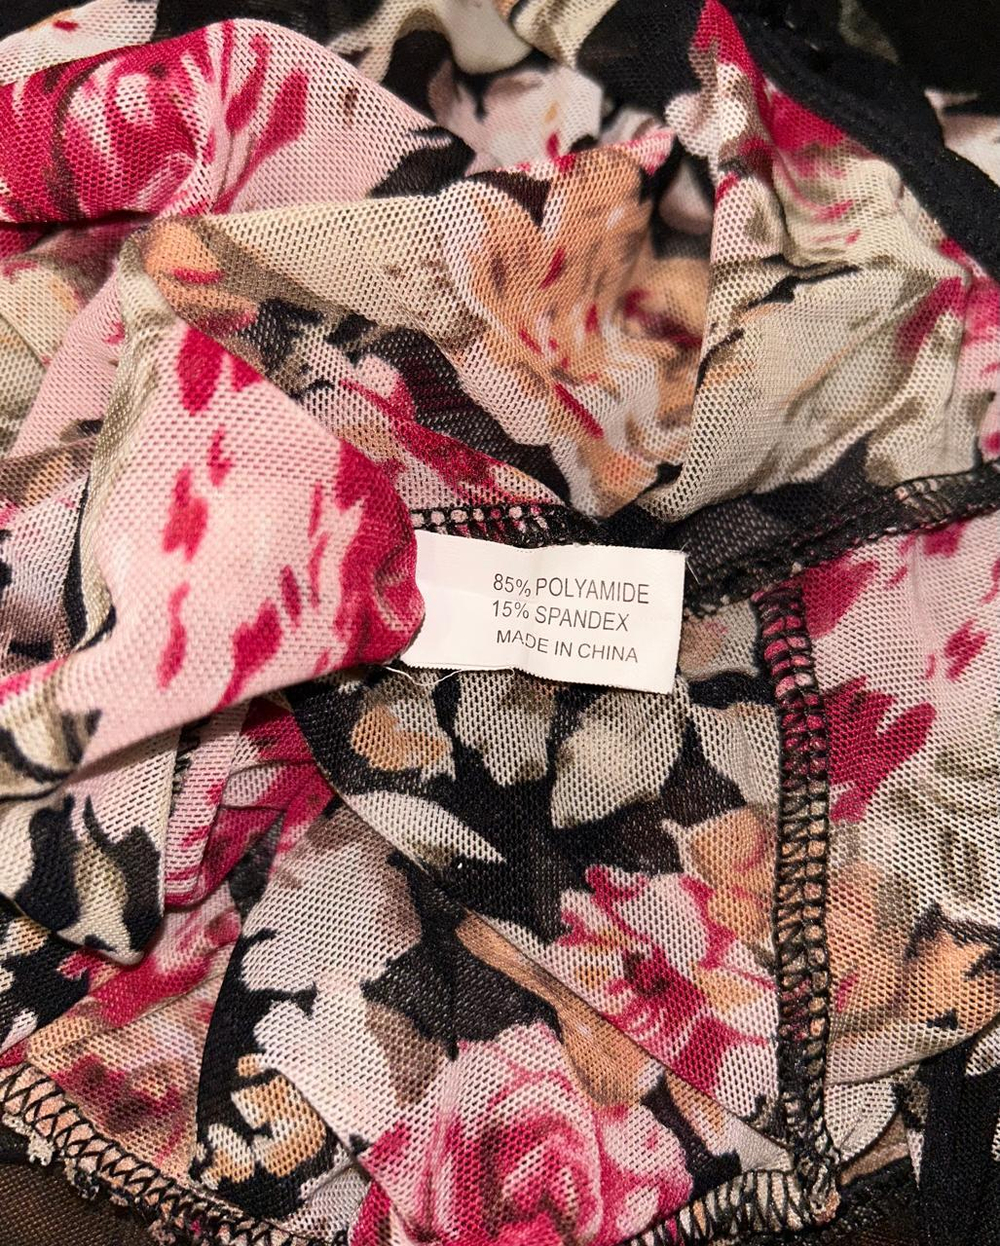 85% POLYAMIDE
15% SPANDEX
MADE IN CHINA